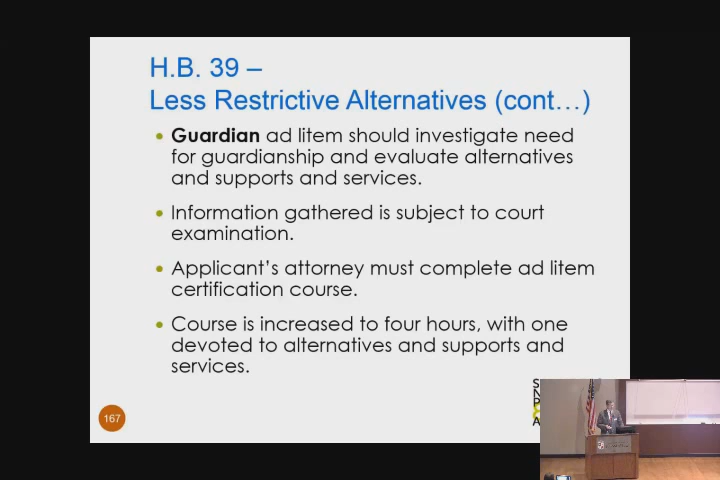 H.B. 39 –
Less Restrictive Alternatives (cont…)
• Guardian ad litem should investigate need
for guardianship and evaluate alternatives
and supports and services.
• Information gathered is subject to court
examination.
• Applicant's attorney must complete ad litem
certification course.
• Course is increased to four hours, with one
devoted to alternatives and supports and
services.
167
S
N
P
A